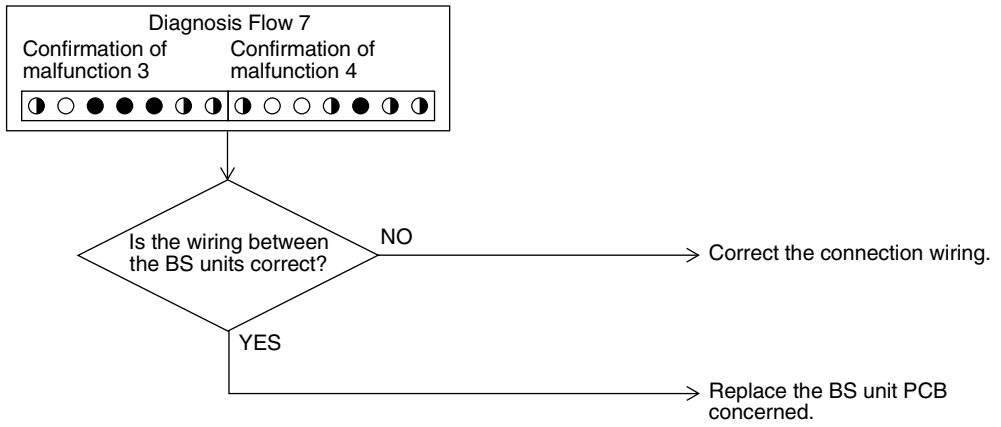 Diagnosis Flow 7
Confirmation of
malfunction 3
Confirmation of
malfunction 4
Is the wiring between
the BS units correct?
NO
Correct the connection wiring.
YES
Replace the BS unit PCB
concerned.